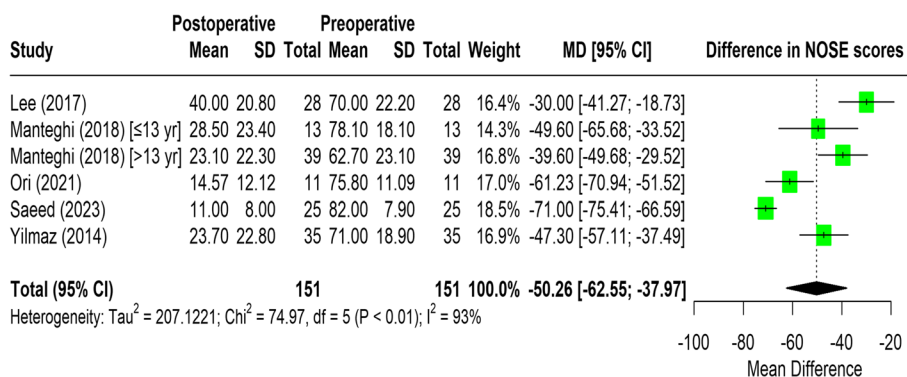 Postoperative Preoperative
Study Mean SD Total Mean SD Total Weight MD [95% CI] Difference in NOSE scores
Lee (2017) 40.00 20.80 28 70.00 22.20 28 16.4% -30.00 [-41.27; -18.73]
Manteghi (2018) [≤13 yr] 28.50 23.40 13 78.10 18.10 13 14.3% -49.60 [-65.68; -33.52]
Manteghi (2018) [>13 yr] 23.10 22.30 39 62.70 23.10 39 16.8% -39.60 [-49.68; -29.52]
Ori (2021) 14.57 12.12 11 75.80 11.09 11 17.0% -61.23 [-70.94; -51.52]
Saeed (2023) 11.00 8.00 25 82.00 7.90 25 18.5% -71.00 [-75.41; -66.59]
Yilmaz (2014) 23.70 22.80 35 71.00 18.90 35 16.9% -47.30 [-57.11; -37.49]
Total (95% CI) 151 151 100.0% -50.26 [-62.55; -37.97]
Heterogeneity: Tau² = 207.1221; Chi² = 74.97, df = 5 (P < 0.01); I² = 93%
-100 -80 -60 -40 -20
Mean Difference